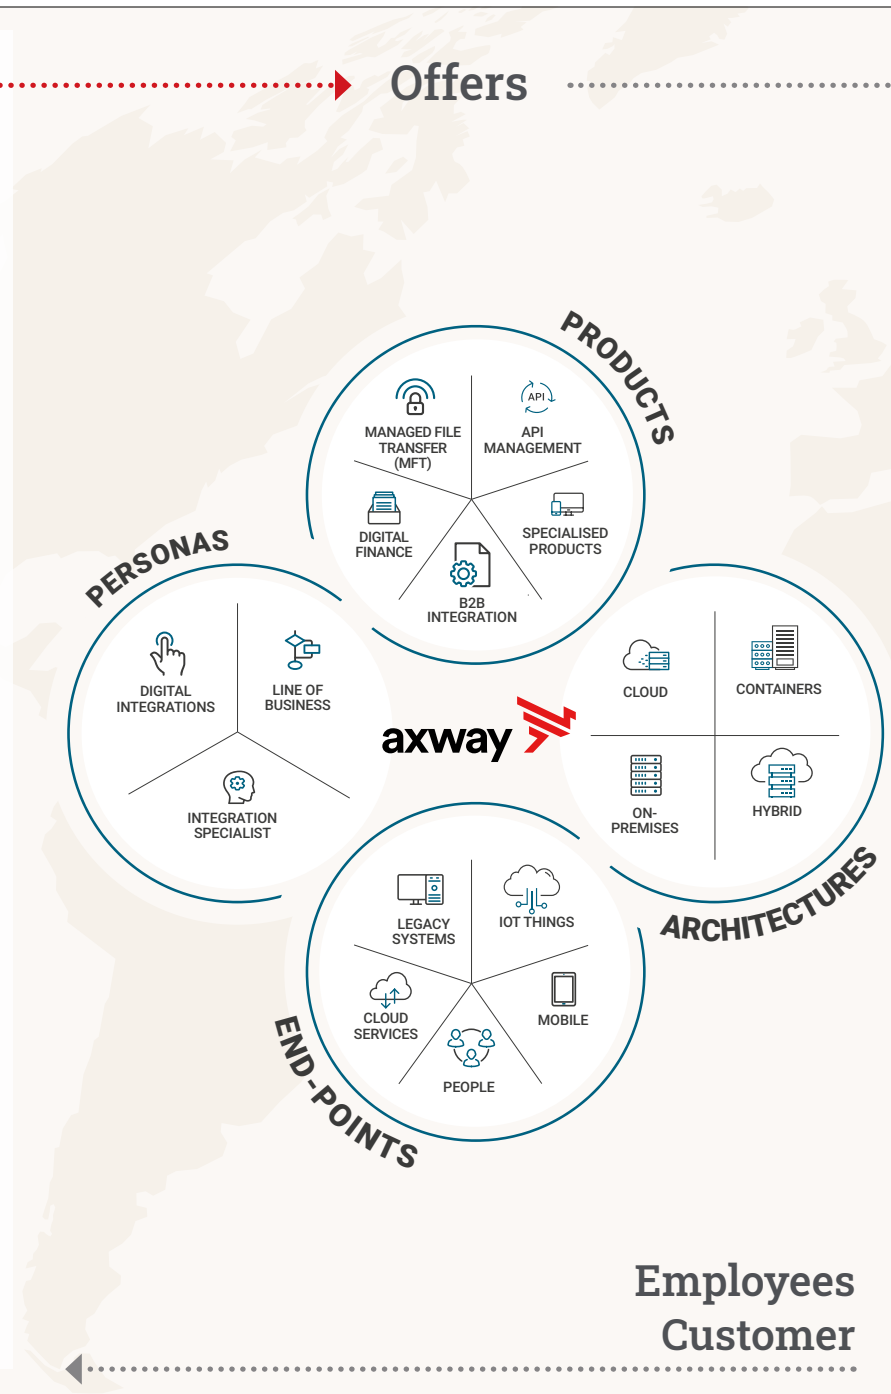 Offers
PRODUCTS
MANAGED FILE
TRANSFER
(MFT)
API
API
MANAGEMENT
DIGITAL
FINANCE
SPECIALISED
PRODUCTS
B2B
INTEGRATION
PERSONAS
DIGITAL
INTEGRATIONS
LINE OF
BUSINESS
INTEGRATION
SPECIALIST
axway
CLOUD
CONTAINERS
ON-
PREMISES
HYBRID
ARCHITECTURES
LEGACY
SYSTEMS
IOT THINGS
CLOUD
SERVICES
MOBILE
PEOPLE
END-POINTS
Employees
Customer